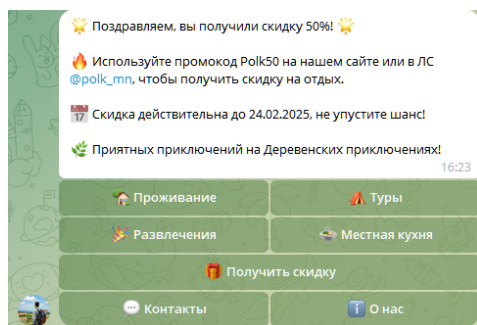 🌟 Поздравляем, вы получили скидку 50%! 🌟
🔥 Используйте промокод Polk50 на нашем сайте или в ЛС
@polk_mn, чтобы получить скидку на отдых.
📅 Скидка действительна до 24.02.2025, не упустите шанс!
🌿 Приятных приключений на Деревенских приключениях!
16:23
🏡 Проживание
⛺ Туры
🎉 Развлечения
🍲 Местная кухня
🎁 Получить скидку
💬 Контакты
ℹ️ О нас